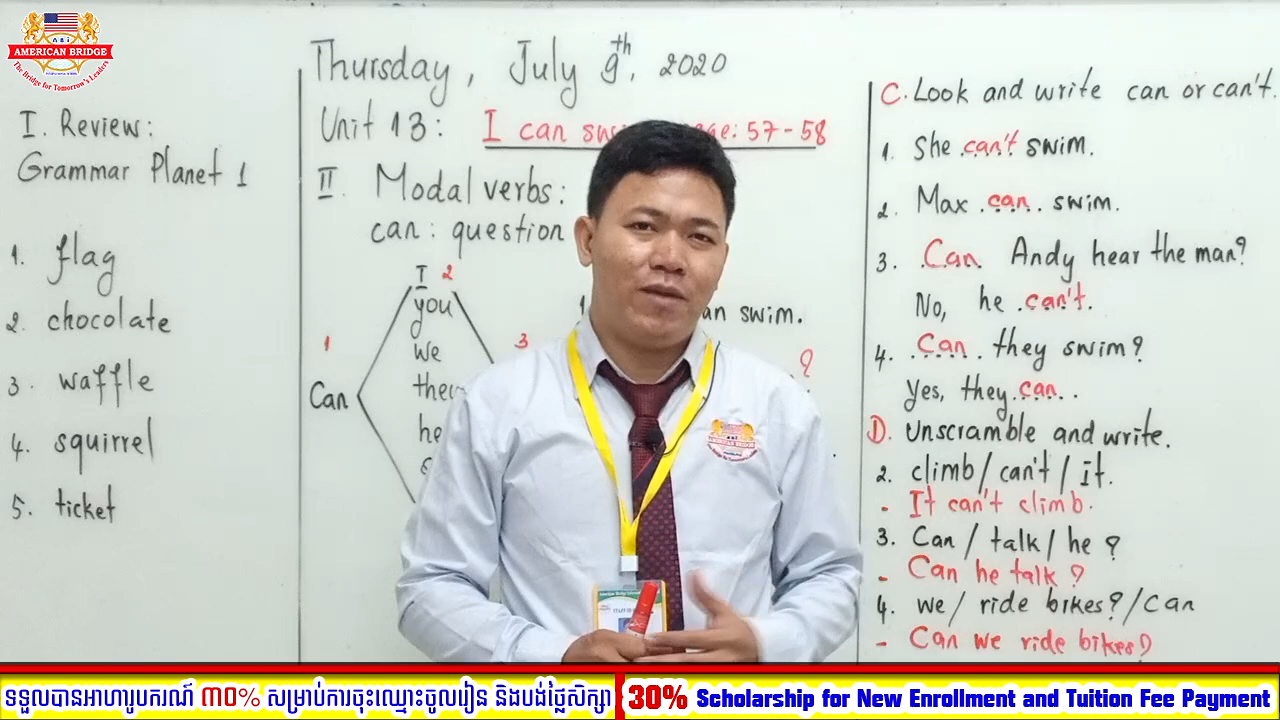 AMERICAN BRIDGE
The Bridge for Tomorrow's Leaders
I. Review:
Grammar Planet 1
1. flag
2. chocolate
3. waffle
4. squirrel
5. ticket
Thursday, July 9th, 2020
Unit 13: I can 57-58
II. Modal verbs:
can: question
I 2
you
1 we 3
Can
he
swim.
?
C. Look and write can or can't.
1. She .can't swim.
2. Max .can.. swim.
3. Can. Andy hear the man?
No, he .can't.
4. .Can.. they swim?
Yes, they.can..
D. Unscramble and write.
2. climb/ can't / It.
- It can't climb.
3. Can / talk / he ?
- Can he talk ?
4. we/ ride bikes? /Can
- Can we ride bikes?
AMERICAN BRIDGE
ទទួលបានអាហារូបករណ៍ ៣០% សម្រាប់ការចុះឈ្មោះចូលរៀន និងបង់ថ្លៃសិក្សា
30% Scholarship for New Enrollment and Tuition Fee Payment